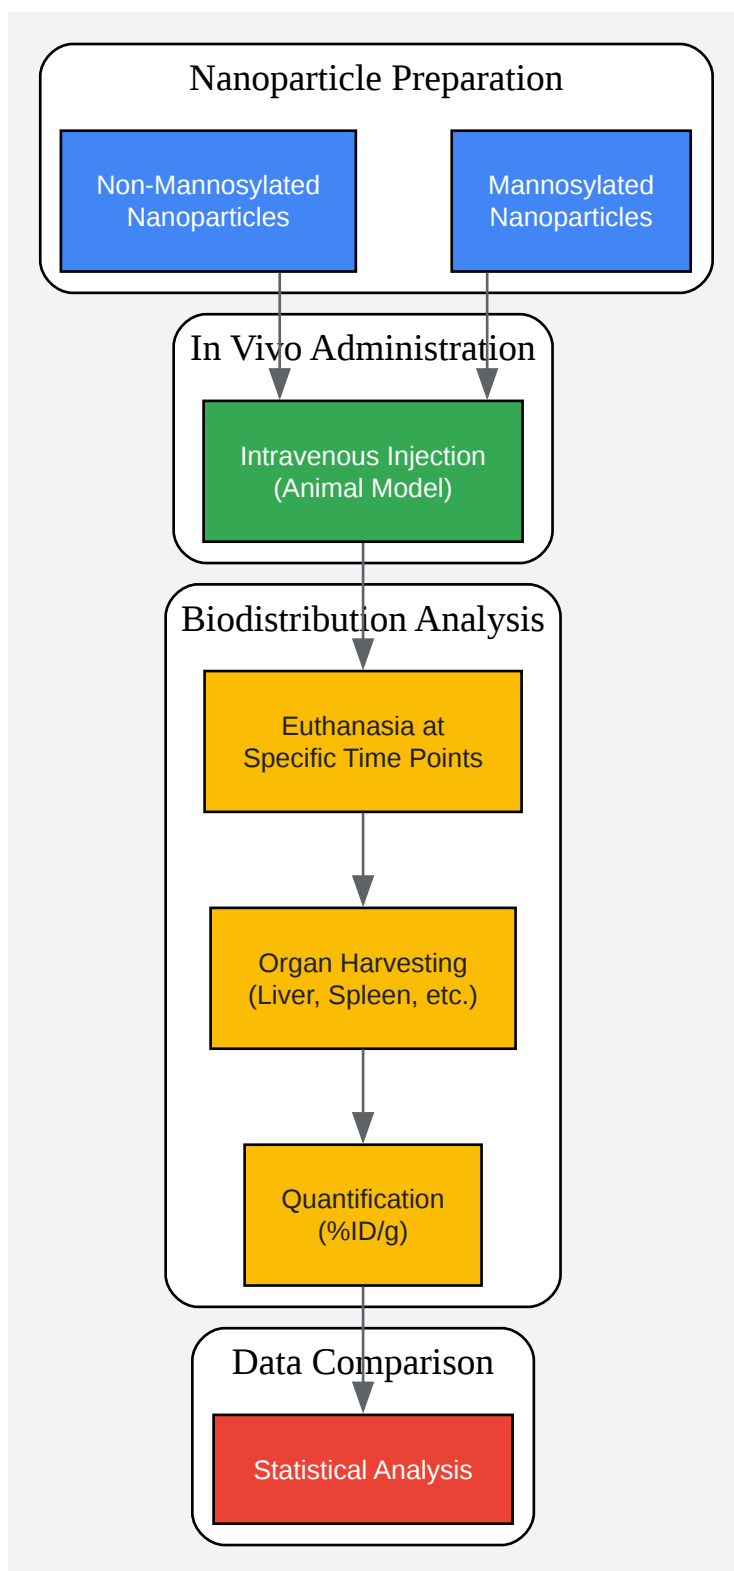 Nanoparticle Preparation
Non-Mannosylated
Nanoparticles
Mannosylated
Nanoparticles
In Vivo Administration
Intravenous Injection
(Animal Model)
Biodistribution Analysis
Euthanasia at
Specific Time Points
Organ Harvesting
(Liver, Spleen, etc.)
Quantification
(%ID/g)
Data Comparison
Statistical Analysis